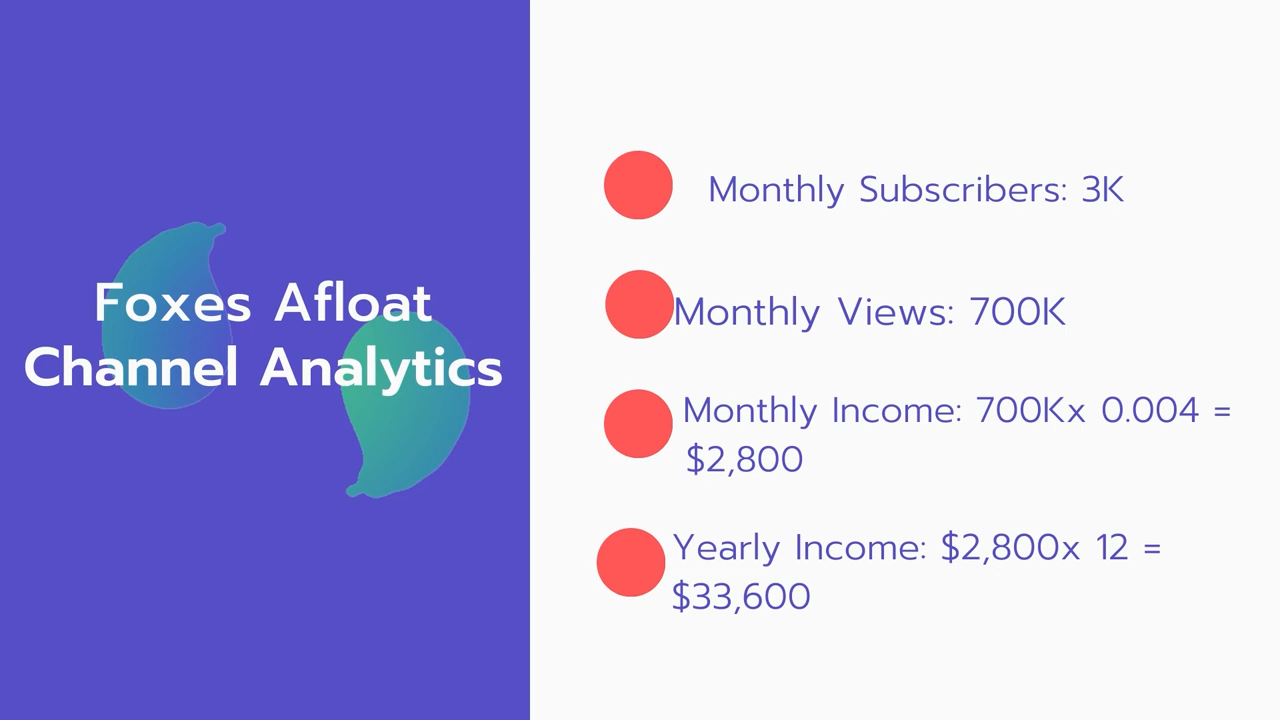 Foxes Afloat
Channel Analytics
Monthly Subscribers: 3K
Monthly Views: 700K
Monthly Income: 700Kx 0.004 =
$2,800
Yearly Income: $2,800x 12 =
$33,600